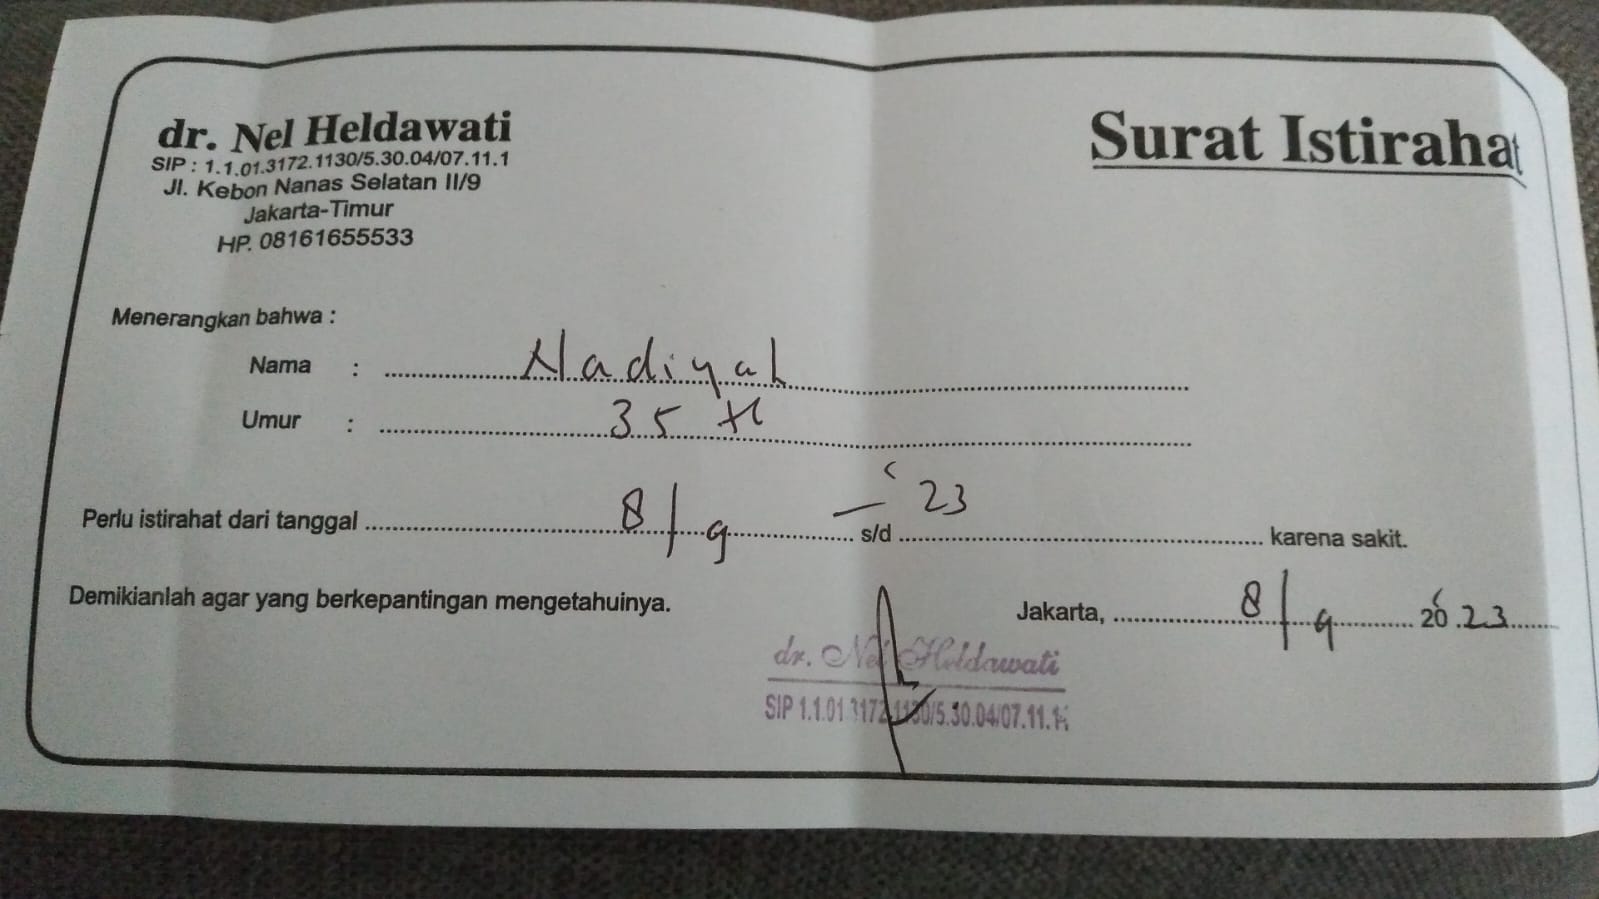 dr. Nel Heldawati
SIP : 1.1.01.3172.1130/5.30.04/07.11.1
Jl. Kebon Nanas Selatan II/9
Jakarta-Timur
HP. 08161655533
Surat Istirahat
Menerangkan bahwa :
Nama : Nadiyah
Umur : 35 th
Perlu istirahat dari tanggal 8/9 – '23 s/d karena sakit.
Demikianlah agar yang berkepantingan mengetahuinya.
Jakarta, 8/9 2023
dr. Nel Heldawati
SIP 1.1.01.3172.1130/5.30.04/07.11.1